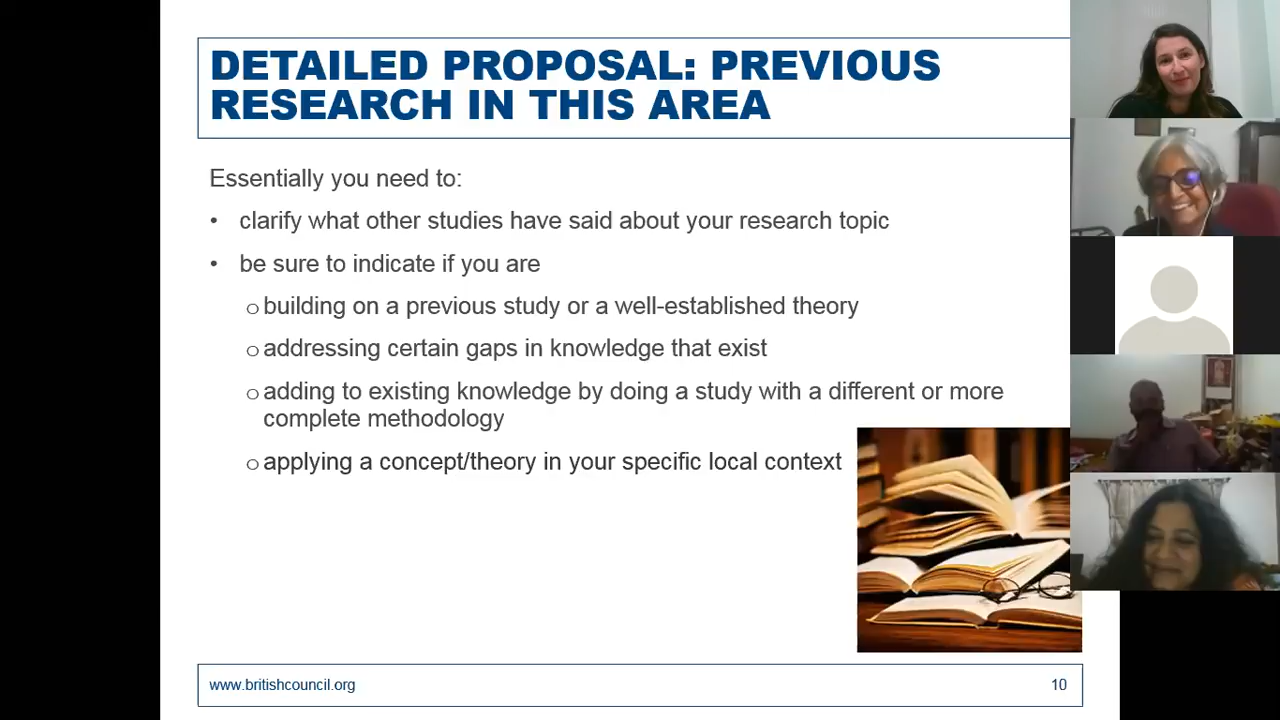 DETAILED PROPOSAL: PREVIOUS
RESEARCH IN THIS AREA
Essentially you need to:
• clarify what other studies have said about your research topic
• be sure to indicate if you are
o building on a previous study or a well-established theory
o addressing certain gaps in knowledge that exist
o adding to existing knowledge by doing a study with a different or more
complete methodology
o applying a concept/theory in your specific local context
www.britishcouncil.org
10